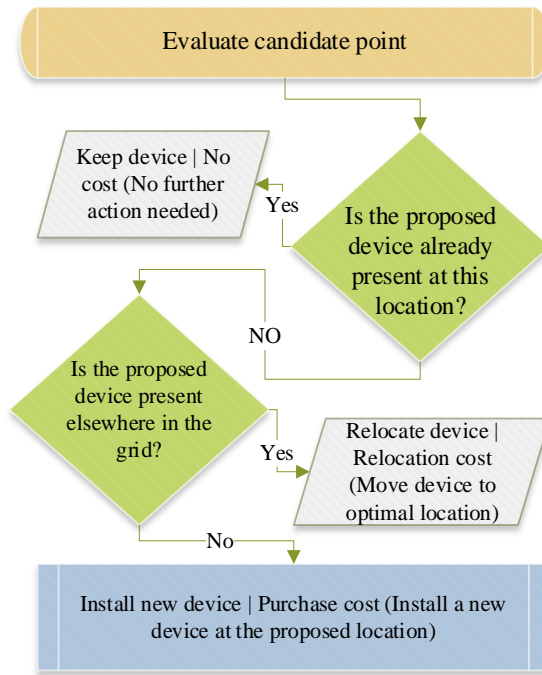 Evaluate candidate point
Keep device | No
cost (No further
action needed)
Yes
Is the proposed
device already
present at this
location?
NO
Is the proposed
device present
elsewhere in the
grid?
Yes
Relocate device |
Relocation cost
(Move device to
optimal location)
No
Install new device | Purchase cost (Install a new
device at the proposed location)